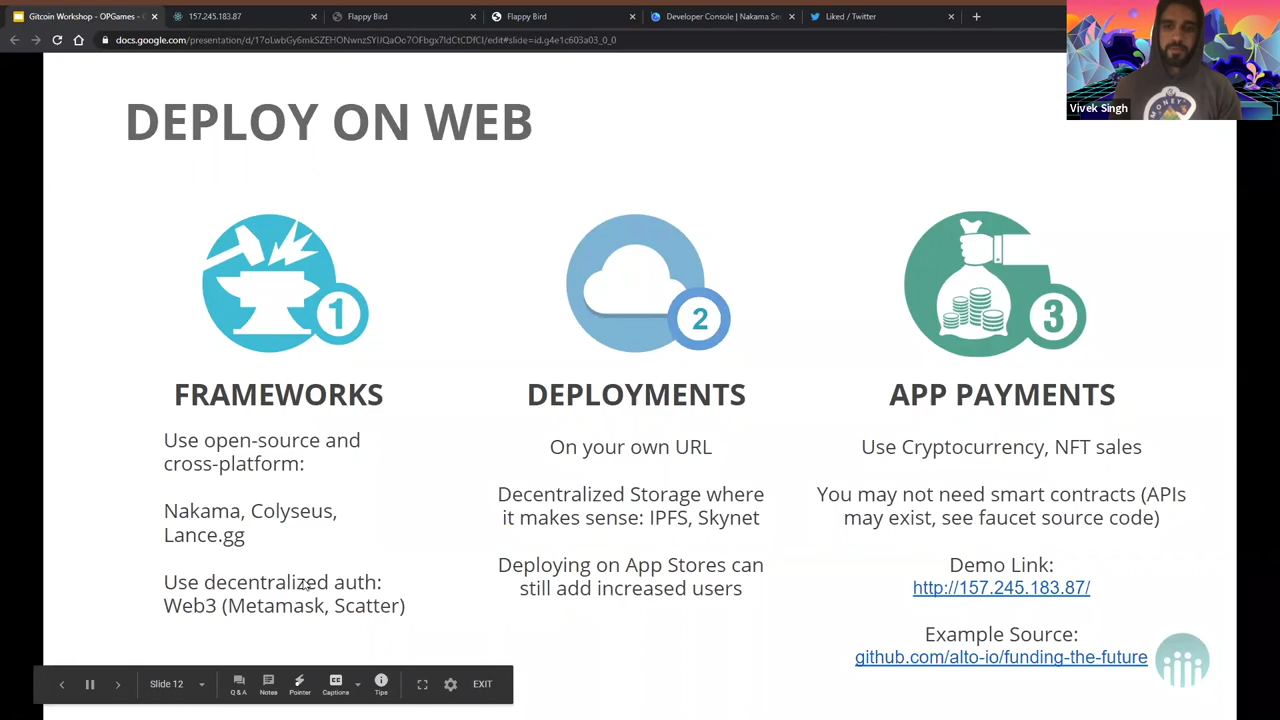 Gitcoin Workshop - OPGames - G
157.245.183.87
Flappy Bird
Flappy Bird
Developer Console | Nakama Se
Liked / Twitter
Vivek Singh
DEPLOY ON WEB
1
2
3
FRAMEWORKS
Use open-source and
cross-platform:
Nakama, Colyseus,
Lance.gg
Use decentralized auth:
Web3 (Metamask, Scatter)
DEPLOYMENTS
On your own URL
Decentralized Storage where
it makes sense: IPFS, Skynet
Deploying on App Stores can
still add increased users
APP PAYMENTS
Use Cryptocurrency, NFT sales
You may not need smart contracts (APIs
may exist, see faucet source code)
Demo Link:
http://157.245.183.87/
Example Source:
github.com/alto-io/funding-the-future
Slide 12
Q & A
Notes
Pointer
Captions
Tips
EXIT